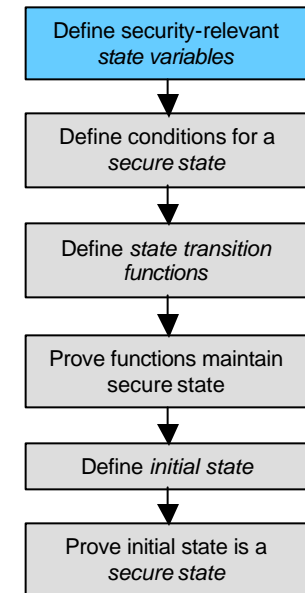 Define security-relevant
state variables
Define conditions for a
secure state
Define state transition
functions
Prove functions maintain
secure state
Define initial state
Prove initial state is a
secure state